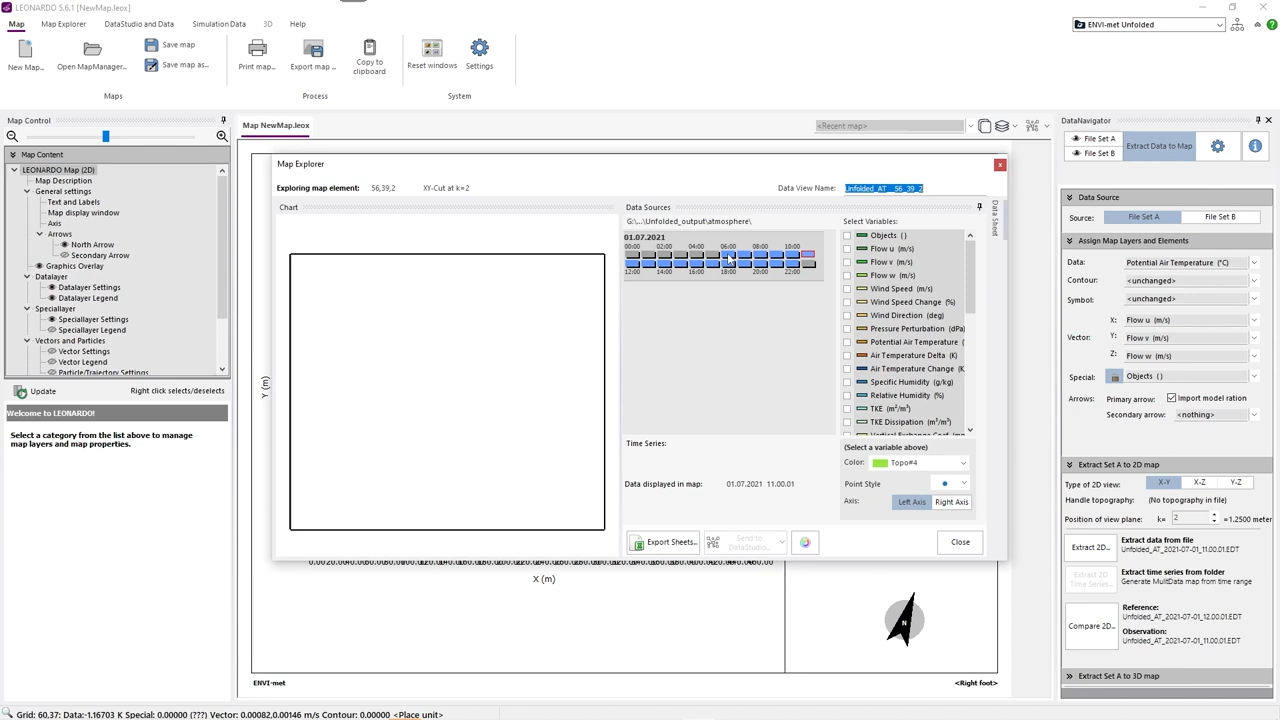 LEONARDO 5.6.1 [NewMap.leox]
Map
Map Explorer
DataStudio and Data
Simulation Data
3D
Help
ENVI-met Unfolded
New Map...
Open MapManager...
Save map
Save map as...
Print map...
Export map ...
Copy to clipboard
Reset windows
Settings
Maps
Process
System
Map Control
Map Content
LEONARDO Map (2D)
Map Description
General settings
Text and Labels
Map display window
Axis
Arrows
North Arrow
Secondary Arrow
Graphics Overlay
Datalayer
Datalayer Settings
Datalayer Legend
Speciallayer
Speciallayer Settings
Speciallayer Legend
Vectors and Particles
Vector Settings
Vector Legend
Particle/Trajectory Settings
Update
Right click selects/deselects
Welcome to LEONARDO!
Select a category from the list above to manage
map layers and map properties.
Map NewMap.leox
<Recent map>
Map Explorer
Exploring map element: 56,39,2 XY-Cut at k=2
Data View Name: Unfolded_AT__56_39_2
Chart
Y (m)
X (m)
N
ENVI-met
<Right foot>
Data Sources
G:\...\Unfolded_output\atmosphere\
01.07.2021
00:00 02:00 04:00 06:00 08:00 10:00
12:00 14:00 16:00 18:00 20:00 22:00
Time Series:
Data displayed in map: 01.07.2021 11.00.01
Export Sheets...
Send to DataStudio...
Select Variables:
Objects ( )
Flow u (m/s)
Flow v (m/s)
Flow w (m/s)
Wind Speed (m/s)
Wind Speed Change (%)
Wind Direction (deg)
Pressure Perturbation (dPa)
Potential Air Temperature (
Air Temperature Delta (K)
Air Temperature Change (K
Specific Humidity (g/kg)
Relative Humidity (%)
TKE (m²/m³)
TKE Dissipation (m³/m³)
(Select a variable above)
Color: Topo#4
Point Style
Axis: Left Axis Right Axis
Close
Data Sheet
DataNavigator
File Set A
File Set B
Extract Data to Map
Data Source
Source: File Set A File Set B
Assign Map Layers and Elements
Data: Potential Air Temperature (°C)
Contour: <unchanged>
Symbol: <unchanged>
X: Flow u (m/s)
Vector: Y: Flow v (m/s)
Z: Flow w (m/s)
Special: Objects ( )
Arrows: Primary arrow: Import model ration
Secondary arrow: <nothing>
Extract Set A to 2D map
Type of 2D view: X-Y X-Z Y-Z
Handle topography: (No topography in file)
Position of view plane: k= 2 =1.2500 meter
Extract 2D...
Extract data from file
Unfolded_AT_2021-07-01_11.00.01.EDT
Extract 2D Time Series...
Extract time series from folder
Generate MulitData map from time range
Compare 2D...
Reference:
Unfolded_AT_2021-07-01_12.00.01.EDT
Observation:
Unfolded_AT_2021-07-01_11.00.01.EDT
Extract Set A to 3D map
Grid: 60,37; Data:-1.16703 K Special: 0.00000 (???) Vector: 0.00082,0.00146 m/s Contour: 0.00000 <Place unit>